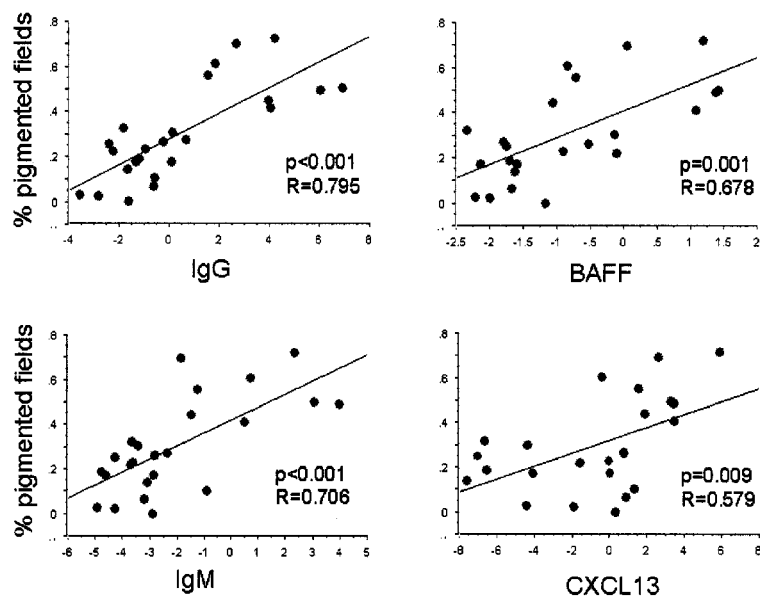 % pigmented fields
.8
.6
.4
.2
0
p<0.001
R=0.795
-4 -2 0 2 4 6 8
IgG
.8
.6
.4
.2
0
p=0.001
R=0.678
-2.5 -2 -1.5 -1 -.5 0 .5 1 1.5 2
BAFF
% pigmented fields
.8
.6
.4
.2
0
p<0.001
R=0.706
-6 -5 -4 -3 -2 -1 0 1 2 3 4 5
IgM
.8
.6
.4
.2
0
p=0.009
R=0.579
-8 -6 -4 -2 0 2 4 6 8
CXCL13